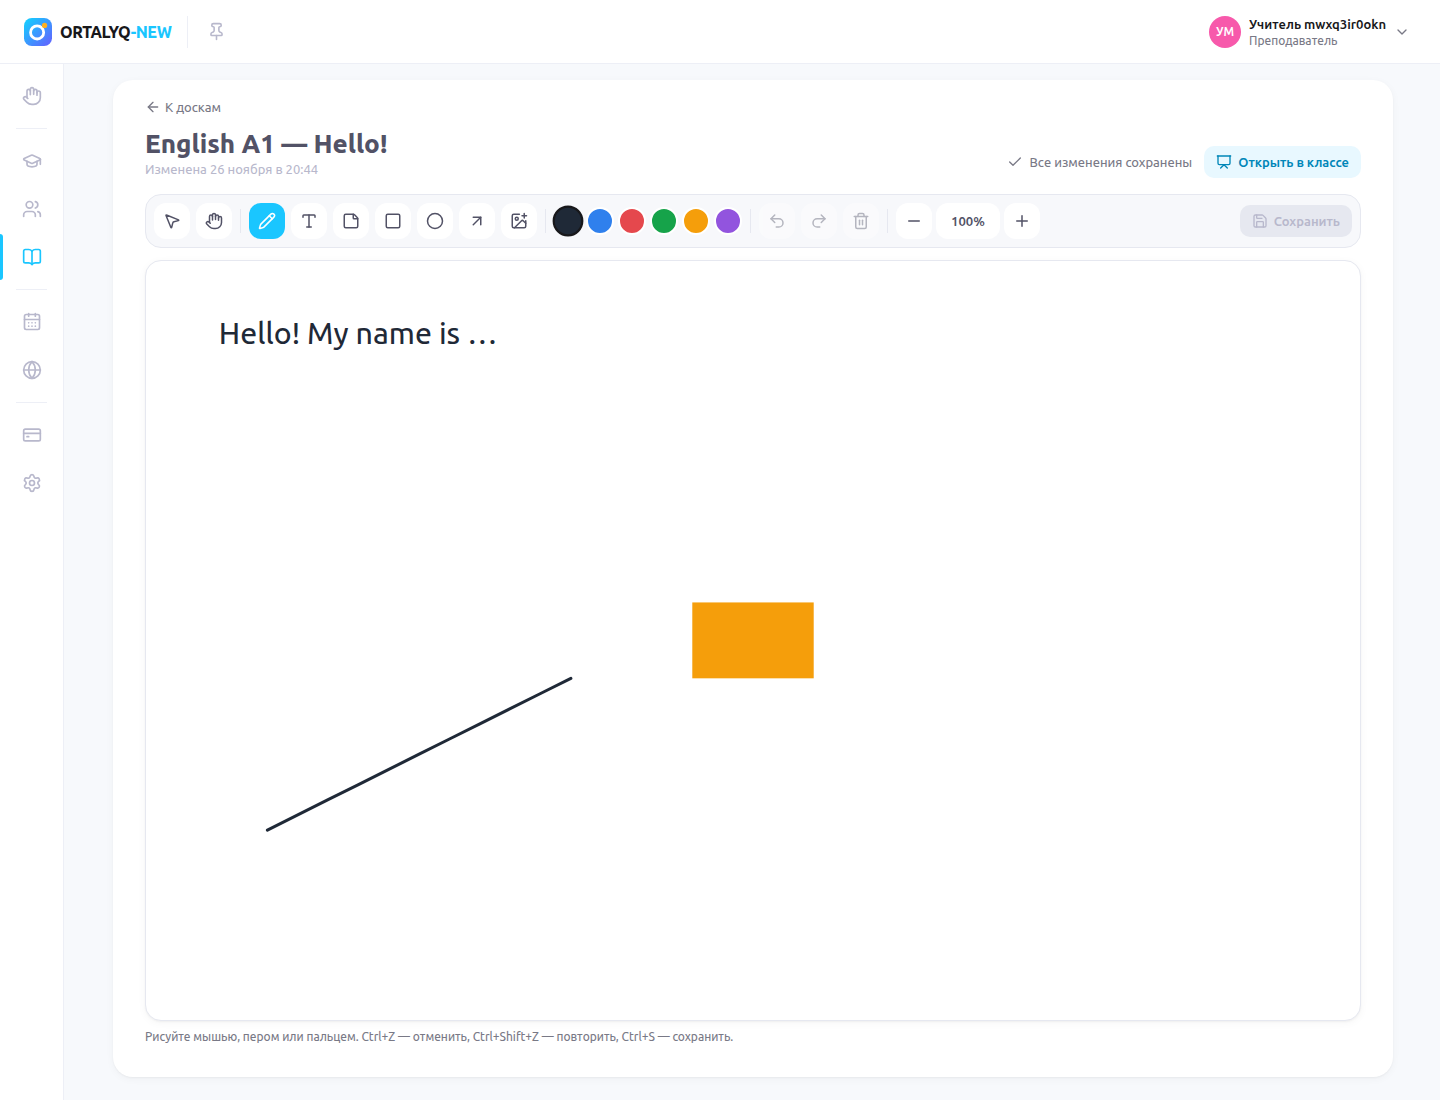 ORTALYQ-NEW
УМ
Учитель mwxq3ir0okn
Преподаватель
К доскам
English A1 — Hello!
Изменена 26 ноября в 20:44
Все изменения сохранены
Открыть в классе
100%
Сохранить
Hello! My name is ...
Рисуйте мышью, пером или пальцем. Ctrl+Z — отменить, Ctrl+Shift+Z — повторить, Ctrl+S — сохранить.